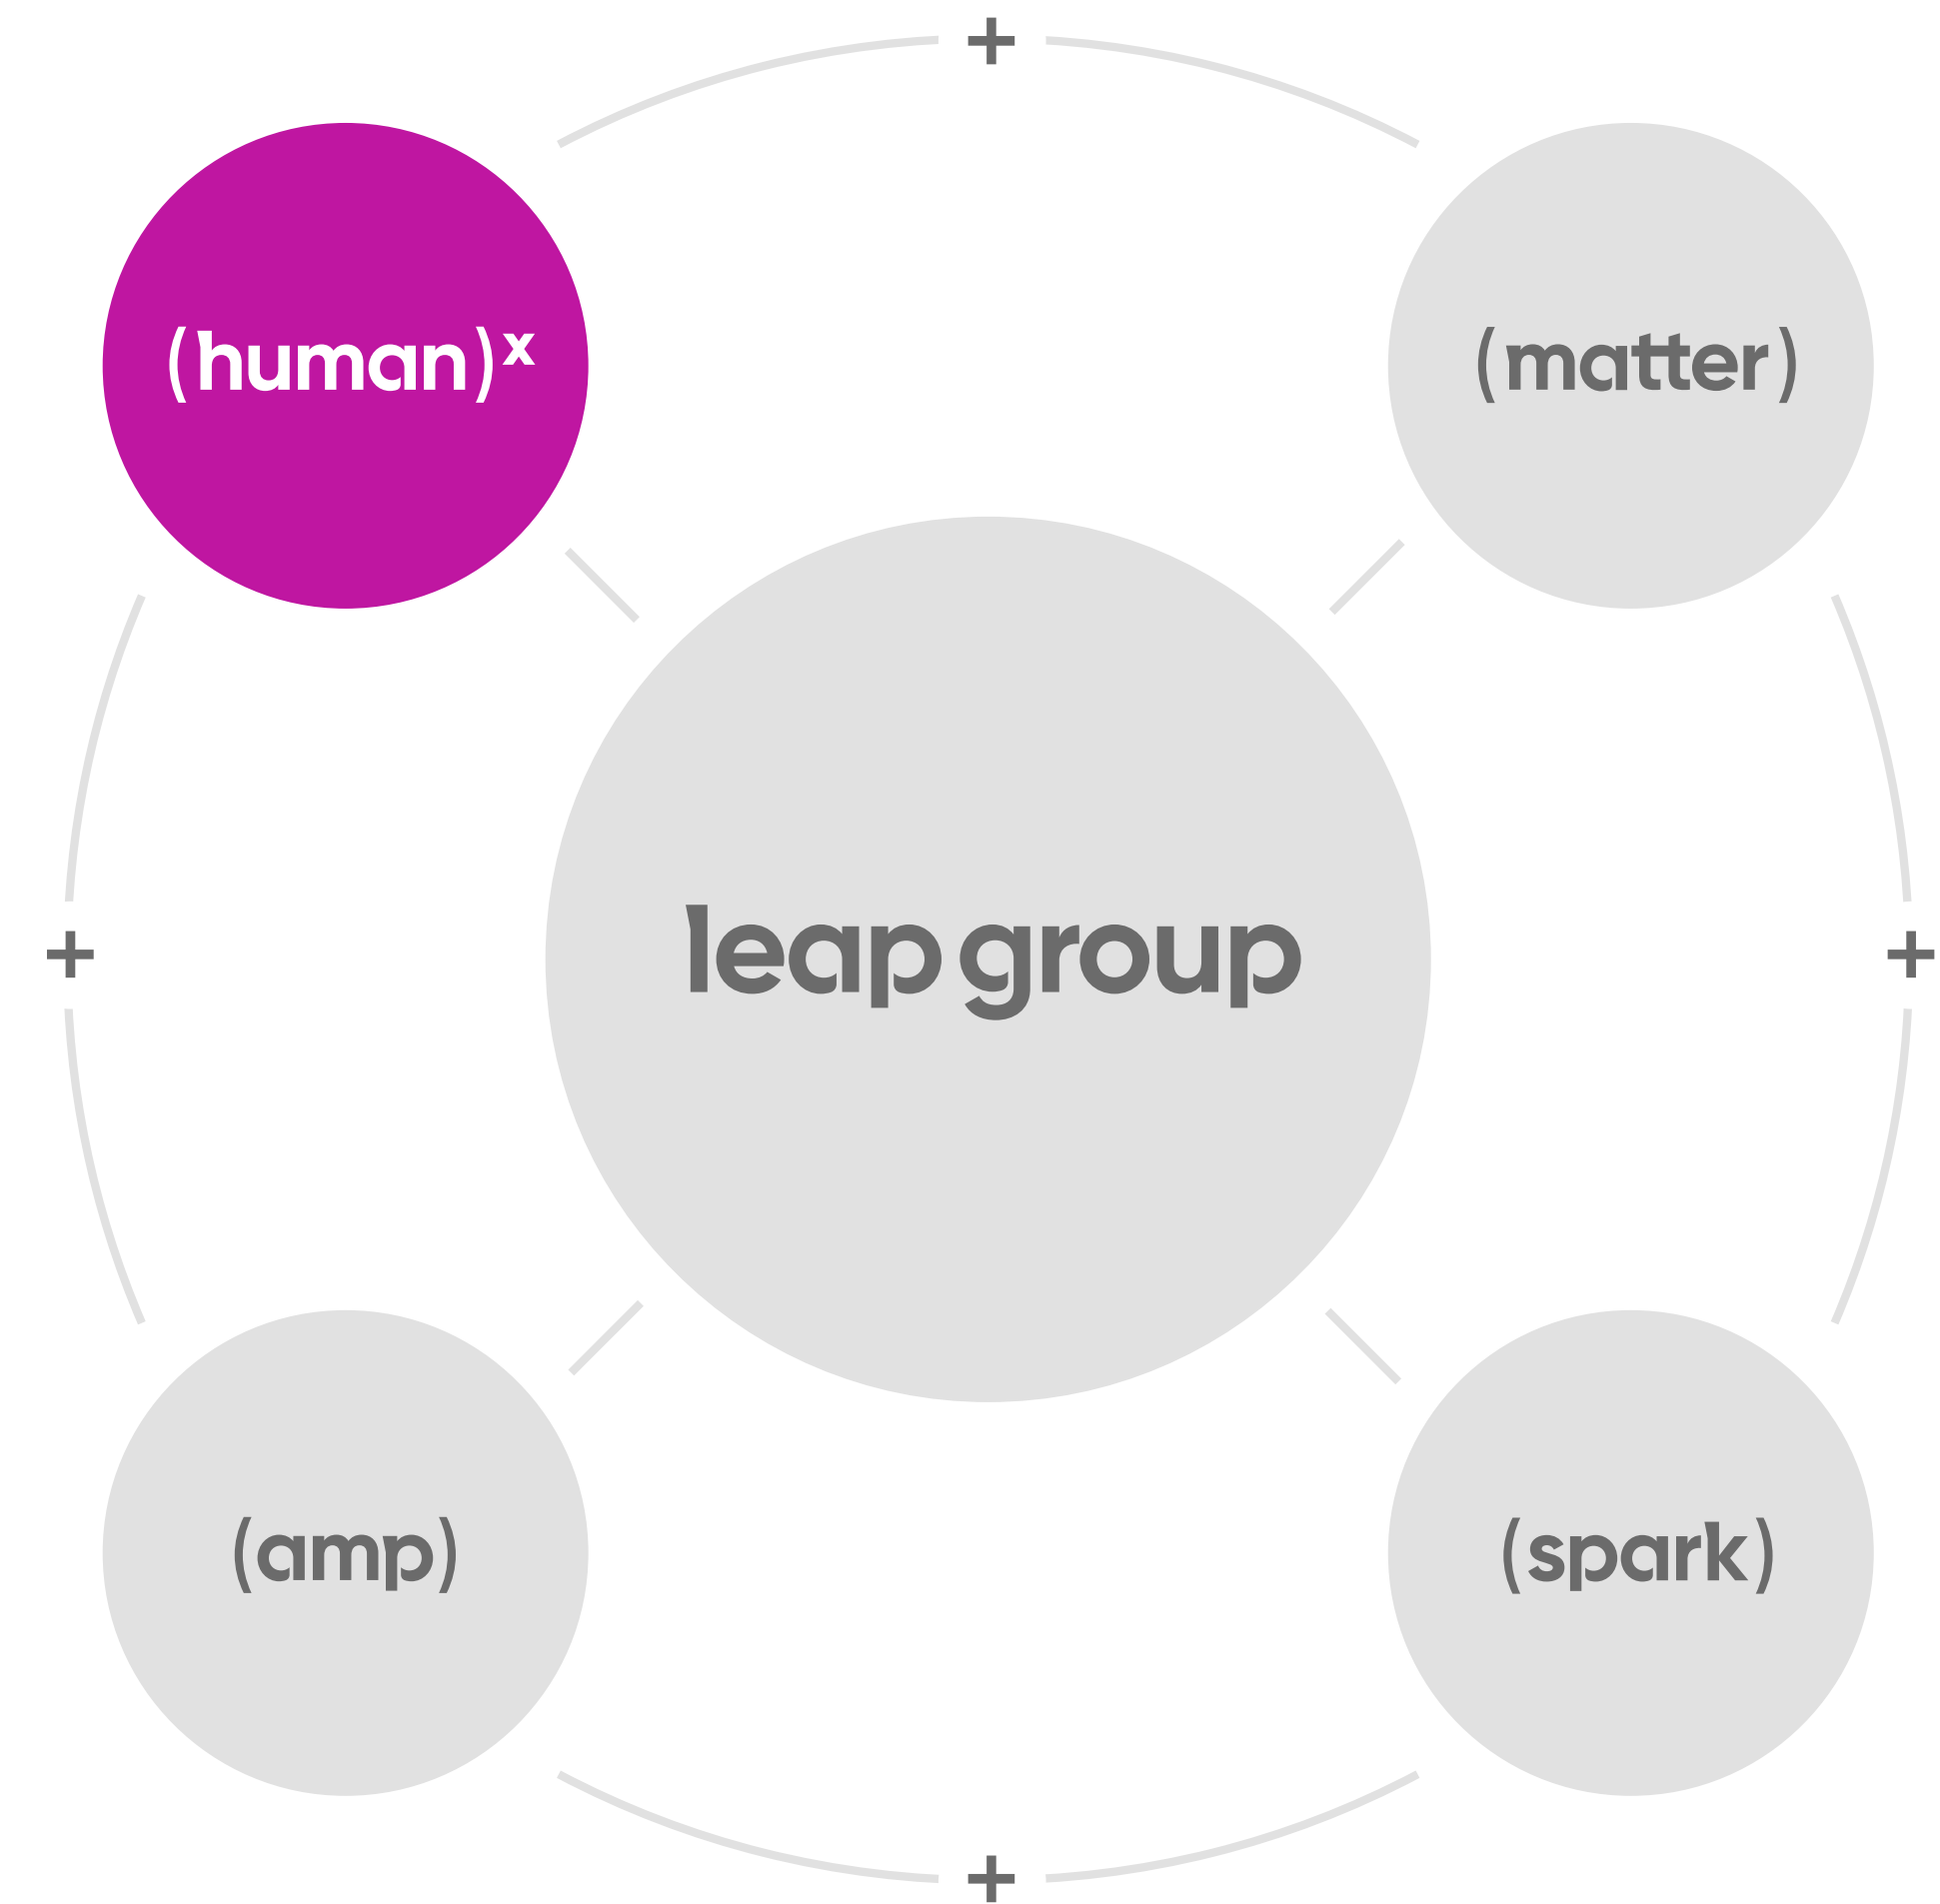 +
(human)ˣ
(matter)
leap group
+
+
(amp)
(spark)
+